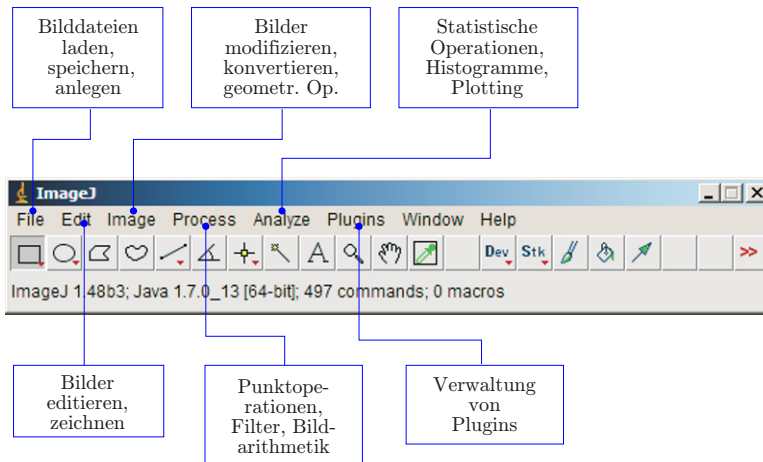 Bilddateien
laden,
speichern,
anlegen
Bilder
modifizieren,
konvertieren,
geometr. Op.
Statistische
Operationen,
Histogramme,
Plotting
ImageJ
File Edit Image Process Analyze Plugins Window Help
A Dev Stk >>
ImageJ 1.48b3; Java 1.7.0_13 [64-bit]; 497 commands; 0 macros
Bilder
editieren,
zeichnen
Punktope-
rationen,
Filter, Bild-
arithmetik
Verwaltung
von
Plugins